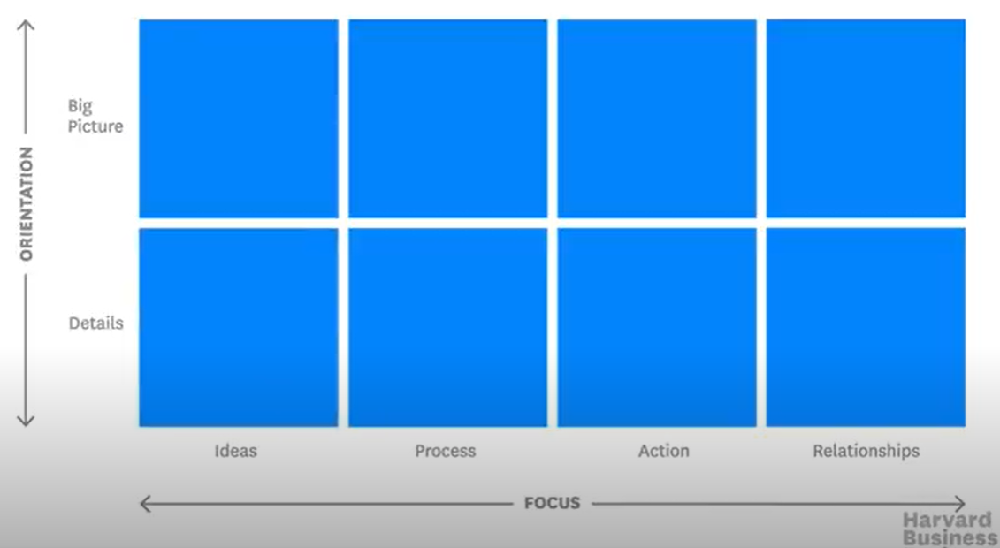 Big
Picture
ORIENTATION
Details
Ideas
Process
Action
Relationships
FOCUS
Harvard
Business